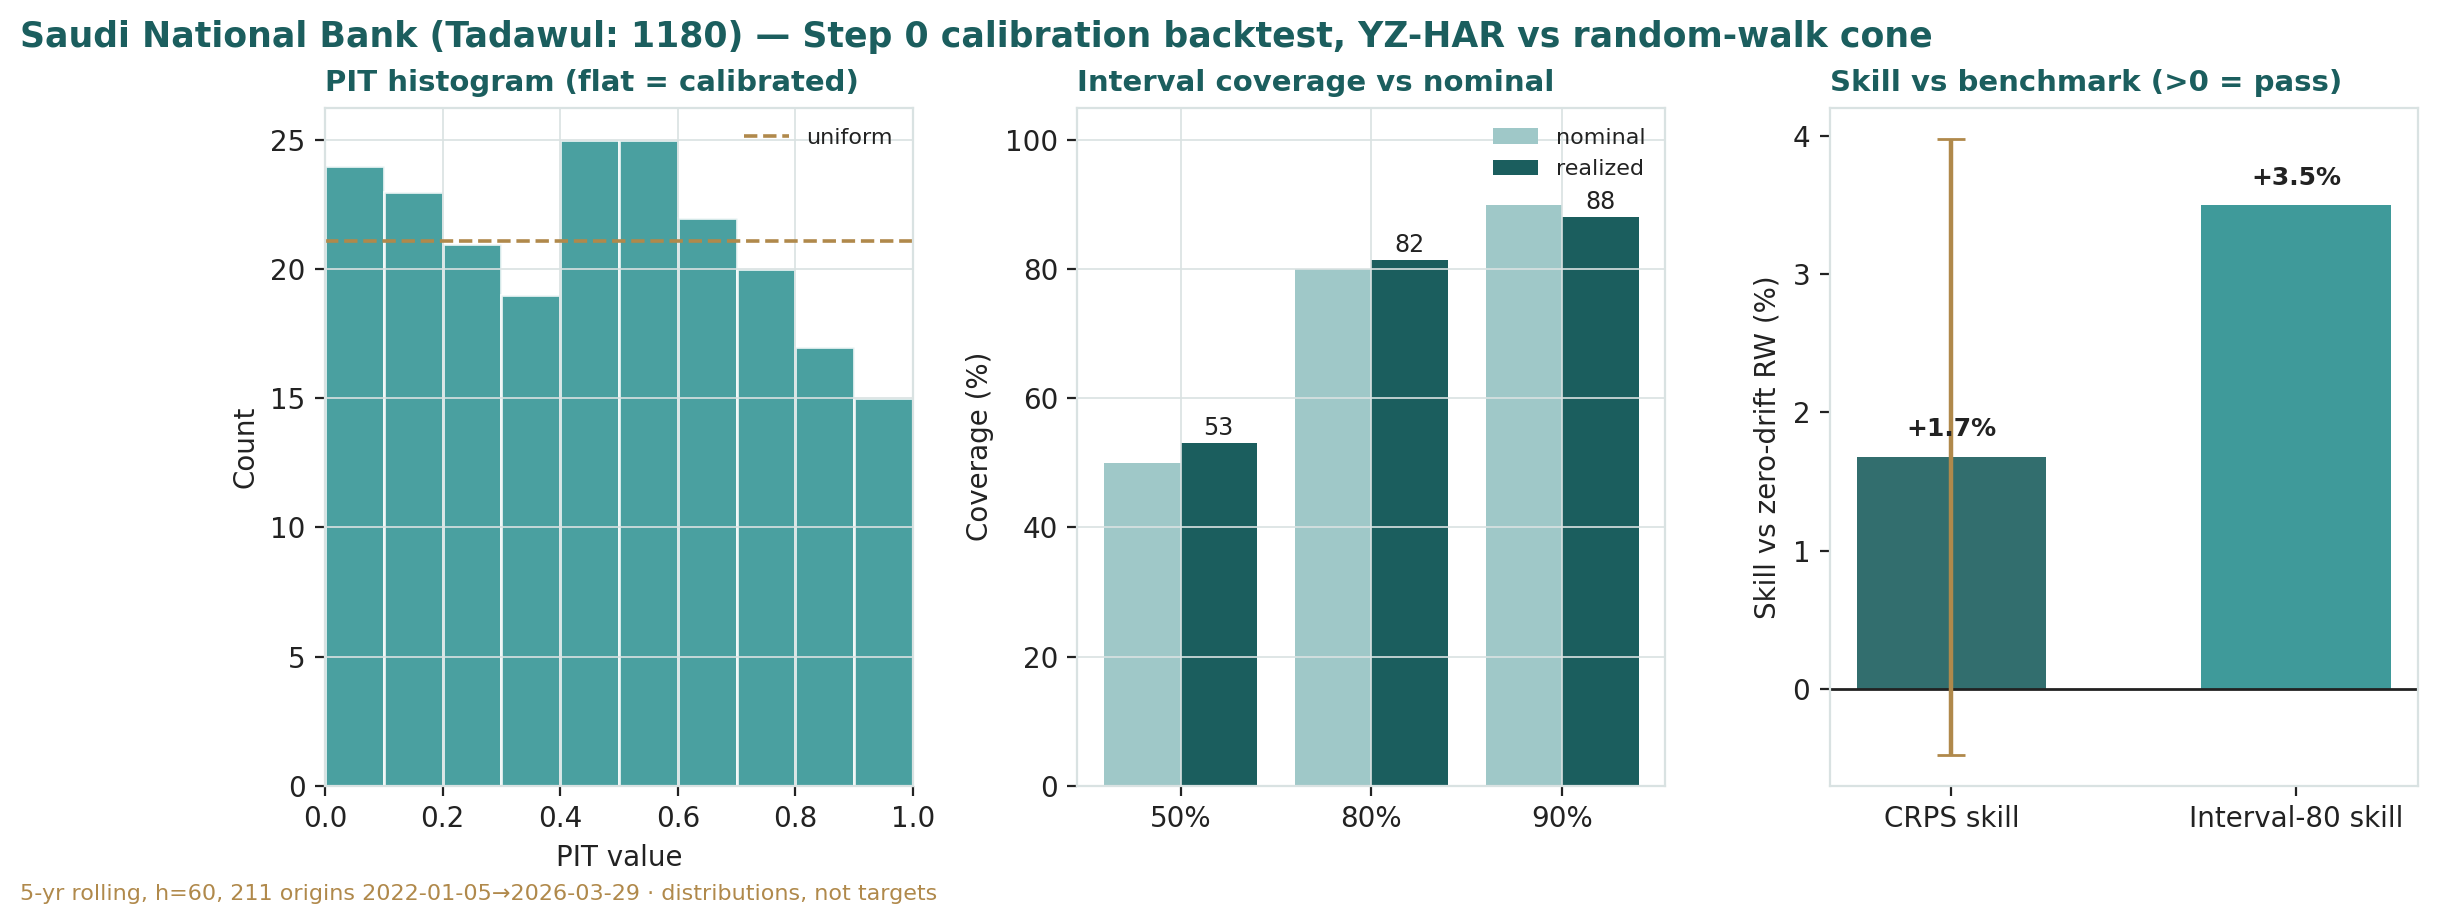 Saudi National Bank (Tadawul: 1180) — Step 0 calibration backtest, YZ-HAR vs random-walk cone
PIT histogram (flat = calibrated)
uniform
Count
25
20
15
10
5
0
0.0 0.2 0.4 0.6 0.8 1.0
PIT value
Interval coverage vs nominal
nominal
realized
Coverage (%)
100
80
60
40
20
0
53
82
88
50% 80% 90%
Skill vs benchmark (>0 = pass)
Skill vs zero-drift RW (%)
4
3
2
1
0
+1.7%
+3.5%
CRPS skill Interval-80 skill
5-yr rolling, h=60, 211 origins 2022-01-05→2026-03-29 · distributions, not targets